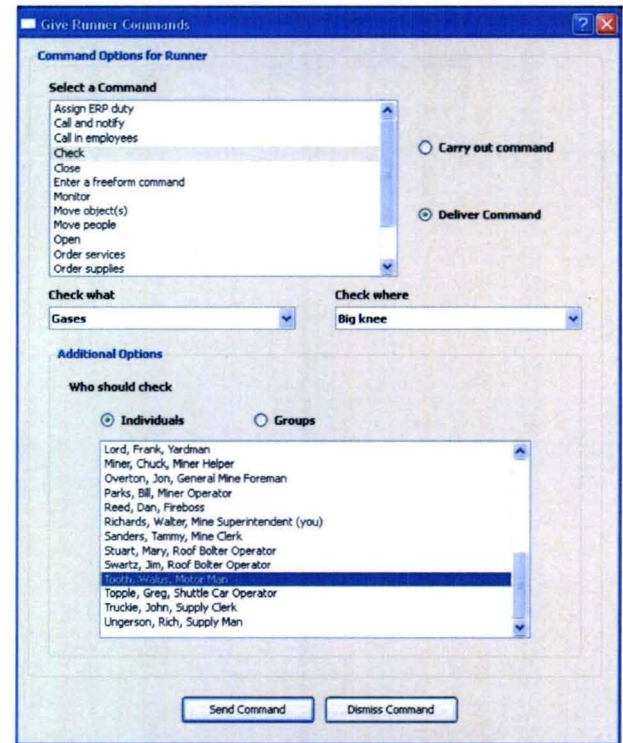 Give Runner Commands
Command Options for Runner
Select a Command
Assign ERP duty
Call and notify
Call in employees
Check
Close
Enter a freeform command
Monitor
Move object(s)
Move people
Open
Order services
Order supplies
Carry out command
Deliver Command
Check what
Check where
Gases
Big knee
Additional Options
Who should check
Individuals
Groups
Lord, Frank, Yardman
Miner, Chuck, Miner Helper
Overton, Jon, General Mine Foreman
Parks, Bill, Miner Operator
Reed, Dan, Fireboss
Richards, Walter, Mine Superintendent (you)
Sanders, Tammy, Mine Clerk
Stuart, Mary, Roof Bolter Operator
Swartz, Jim, Roof Bolter Operator
Tooth, Walus, Motor Man
Topple, Greg, Shuttle Car Operator
Truckie, John, Supply Clerk
Ungerson, Rich, Supply Man
Send Command
Dismiss Command